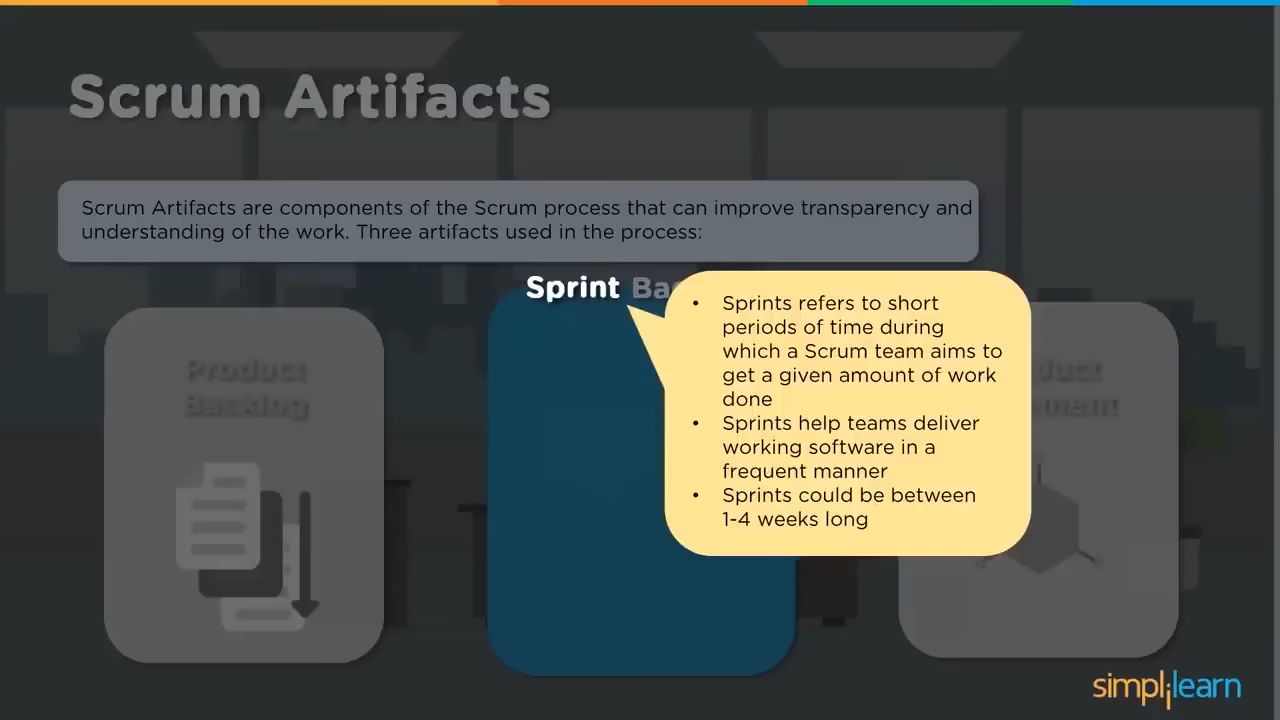 Scrum Artifacts
Scrum Artifacts are components of the Scrum process that can improve transparency and
understanding of the work. Three artifacts used in the process:
Sprint
• Sprints refers to short
periods of time during
which a Scrum team aims to
get a given amount of work
done
• Sprints help teams deliver
working software in a
frequent manner
• Sprints could be between
1-4 weeks long
Product
Backlog
simplilearn